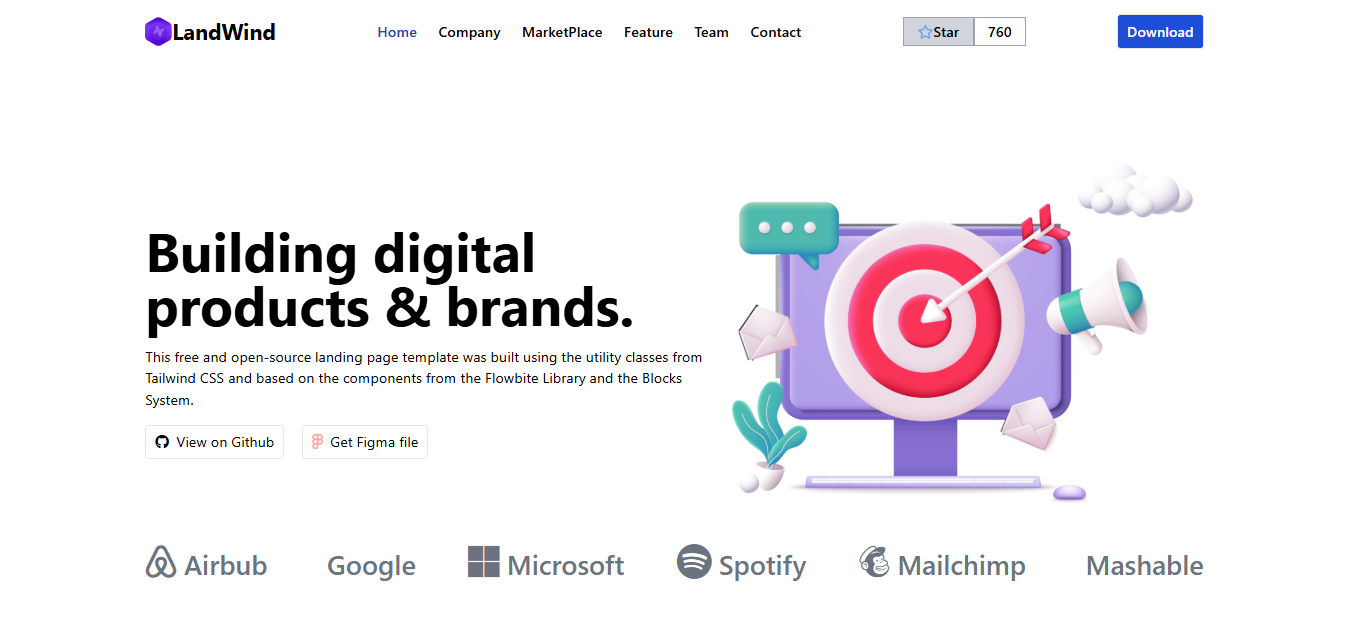 LandWind
Home Company MarketPlace Feature Team Contact
Star 760
Download
Building digital
products & brands.
This free and open-source landing page template was built using the utility classes from
Tailwind CSS and based on the components from the Flowbite Library and the Blocks
System.
View on Github Get Figma file
Airbub Google Microsoft Spotify Mailchimp Mashable